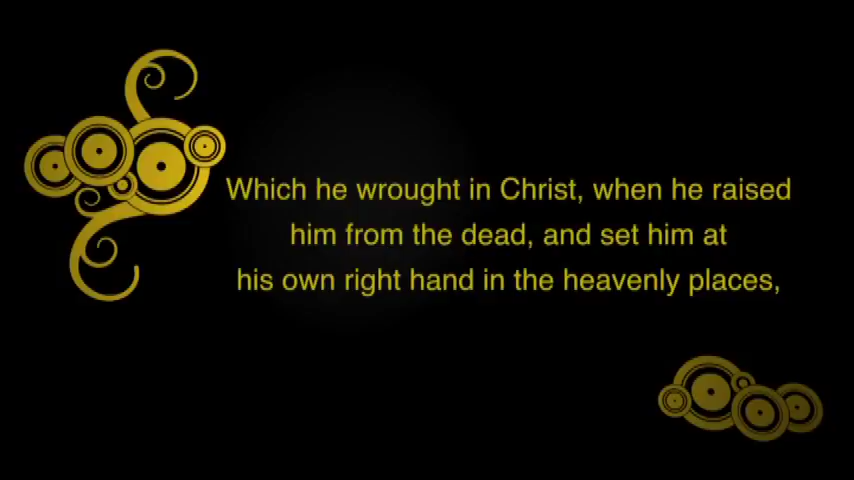 Which he wrought in Christ, when he raised
him from the dead, and set him at
his own right hand in the heavenly places,